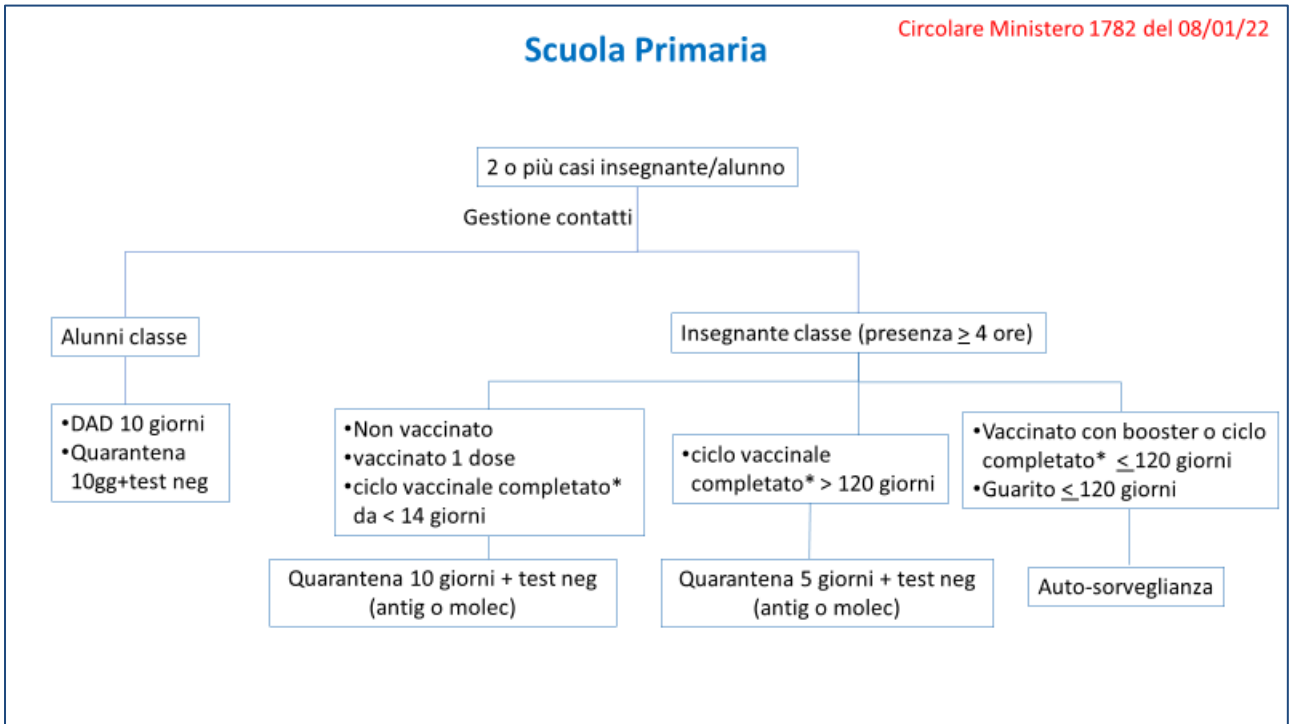 Circolare Ministero 1782 del 08/01/22
Scuola Primaria
2 o più casi insegnante/alunno
Gestione contatti
Alunni classe
Insegnante classe (presenza > 4 ore)
•DAD 10 giorni
•Quarantena
10gg+test neg
•Non vaccinato
•vaccinato 1 dose
•ciclo vaccinale completato*
da < 14 giorni
•ciclo vaccinale
completato* > 120 giorni
•Vaccinato con booster o ciclo
completato* < 120 giorni
•Guarito < 120 giorni
Quarantena 10 giorni + test neg
(antig o molec)
Quarantena 5 giorni + test neg
(antig o molec)
Auto-sorveglianza